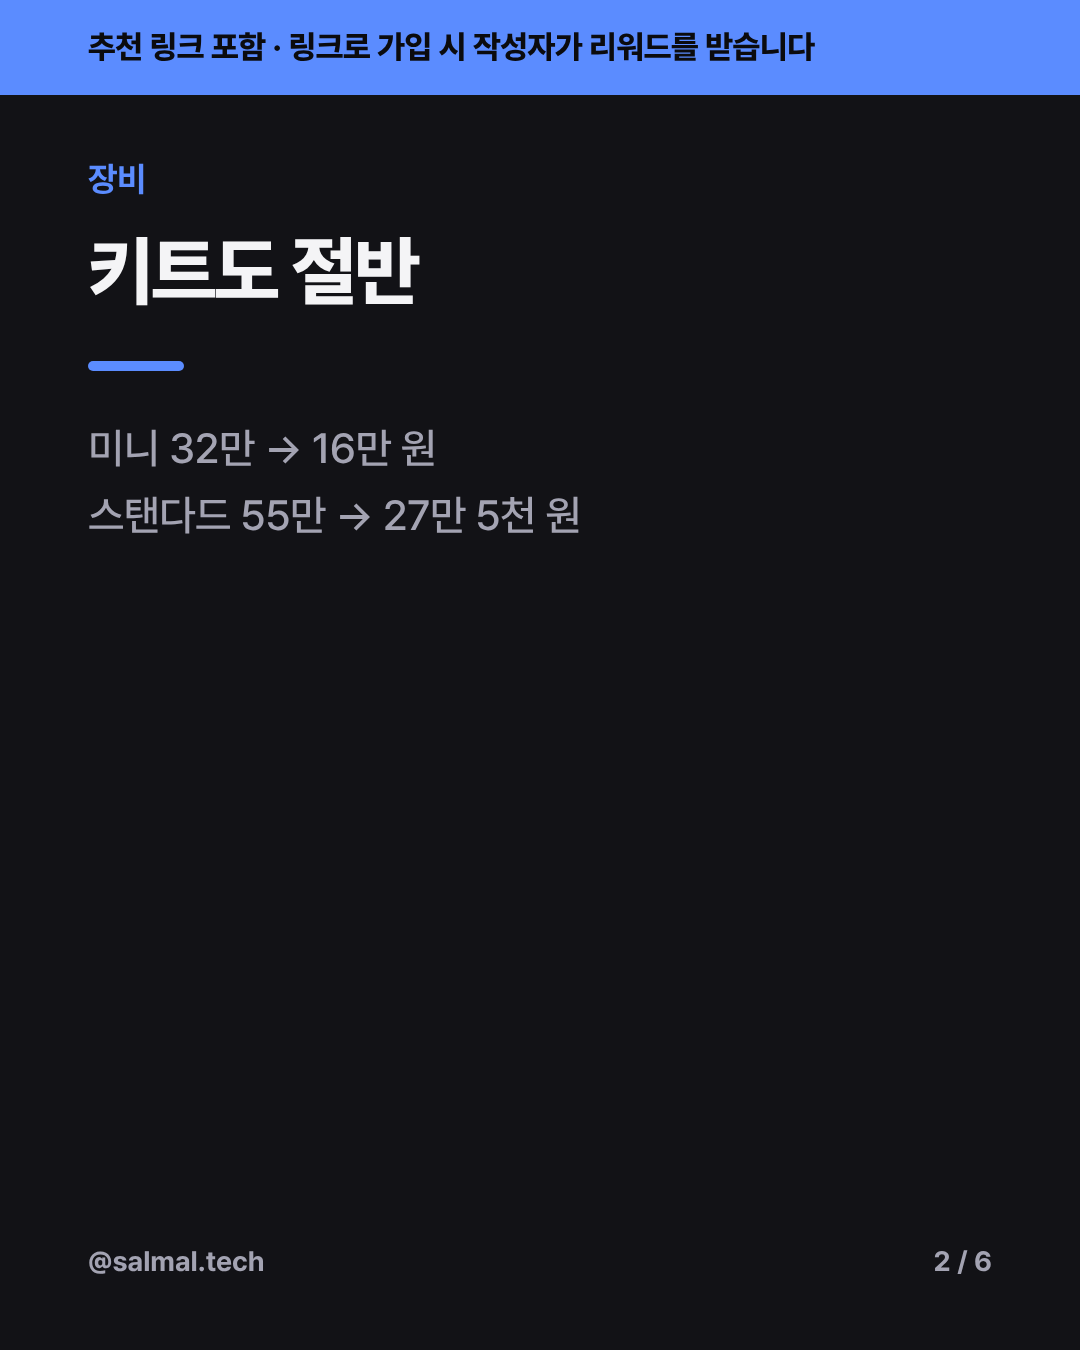 추천 링크 포함 · 링크로 가입 시 작성자가 리워드를 받습니다
장비
키트도 절반
미니 32만 → 16만 원
스탠다드 55만 → 27만 5천 원
@salmal.tech
2 / 6